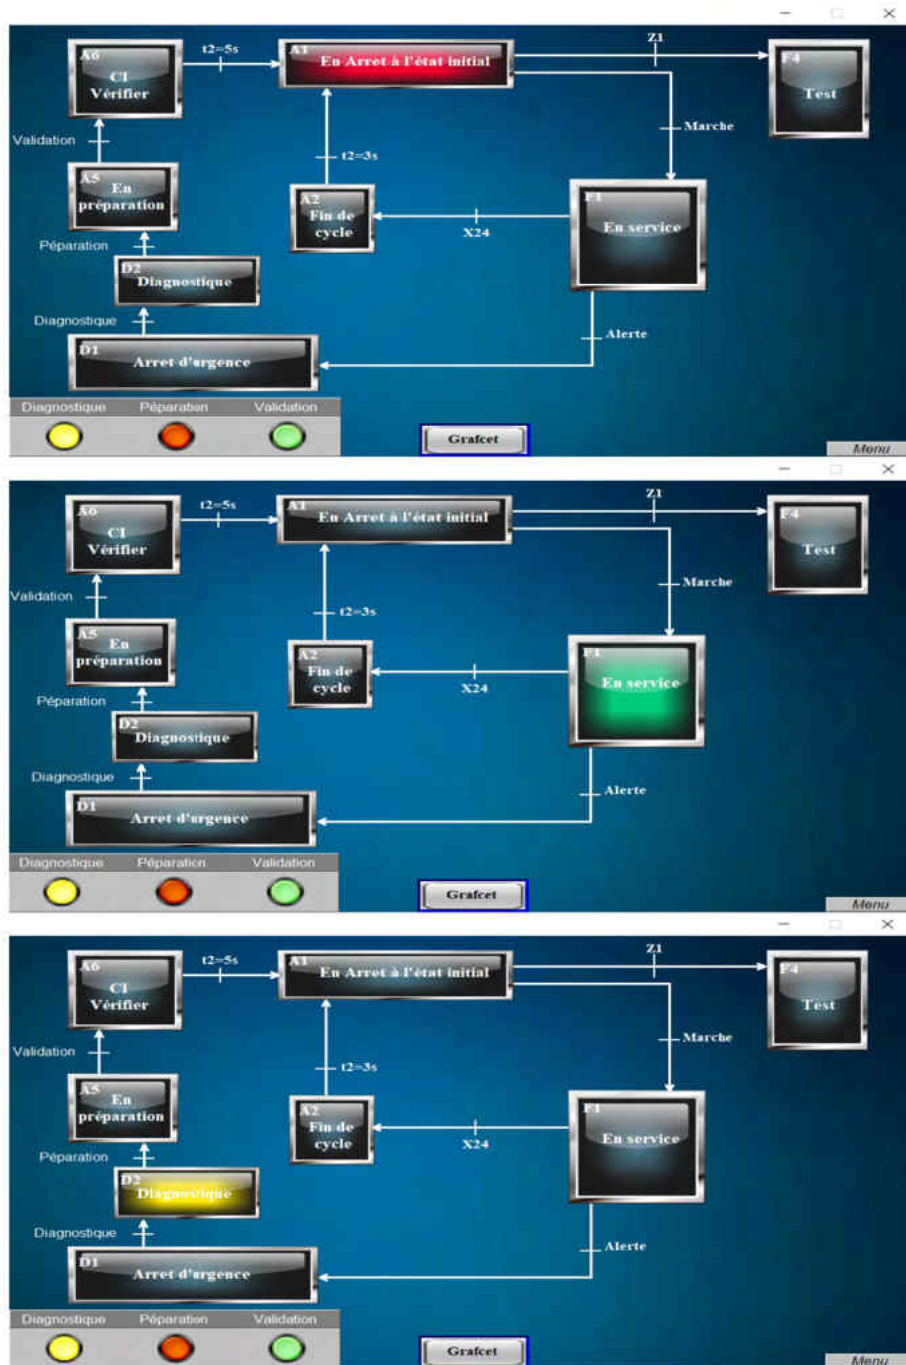 A6
t2=5s
A1
En Arret à l'état initial
Z1
F4
CI
Vérifier
Test
Validation
Marche
t2=3s
A5
En
préparation
A2
Fin de
cycle
X24
F1
En service
Péparation
D2
Diagnostique
Diagnostique
Alerte
D1
Arret d'urgence
Diagnostique
Péparation
Validation
Grafcet
Menu
A6
t2=5s
A1
En Arret à l'état initial
Z1
F4
CI
Vérifier
Test
Validation
Marche
t2=3s
A5
En
préparation
A2
Fin de
cycle
X24
F1
En service
Péparation
D2
Diagnostique
Diagnostique
Alerte
D1
Arret d'urgence
Diagnostique
Péparation
Validation
Grafcet
Menu
A6
t2=5s
A1
En Arret à l'état initial
Z1
F4
CI
Vérifier
Test
Validation
Marche
t2=3s
A5
En
préparation
A2
Fin de
cycle
X24
F1
En service
Péparation
D2
Diagnostique
Diagnostique
Alerte
D1
Arret d'urgence
Diagnostique
Péparation
Validation
Grafcet
Menu